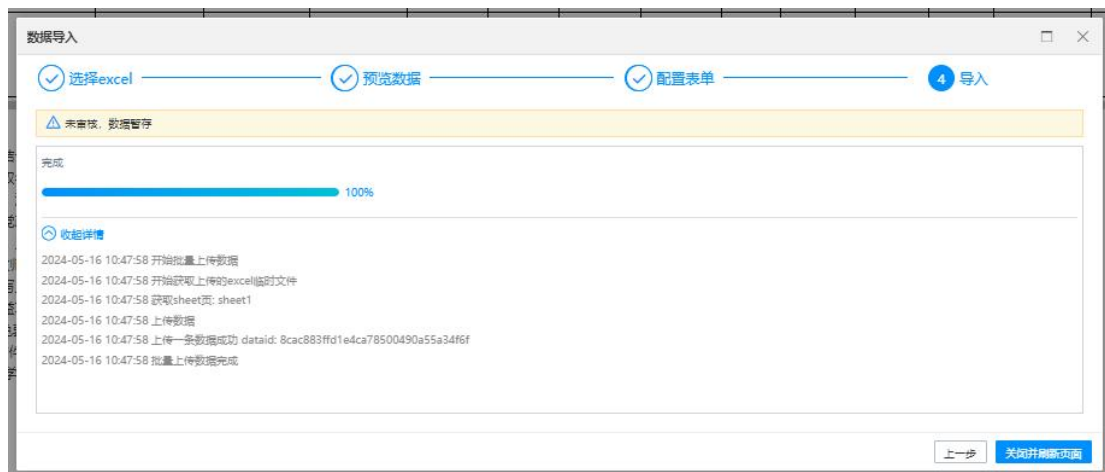 数据导入
选择excel 预览数据 配置表单 4 导入
未审核，数据暂存
完成
100%
收起详情
2024-05-16 10:47:58 开始批量上传数据
2024-05-16 10:47:58 开始获取上传的excel临时文件
2024-05-16 10:47:58 获取sheet页: sheet1
2024-05-16 10:47:58 上传数据
2024-05-16 10:47:58 上传一条数据成功 dataid: 8cac883ffd1e4ca78500490a55a34f6f
2024-05-16 10:47:58 批量上传数据完成
上一步 关闭并刷新页面